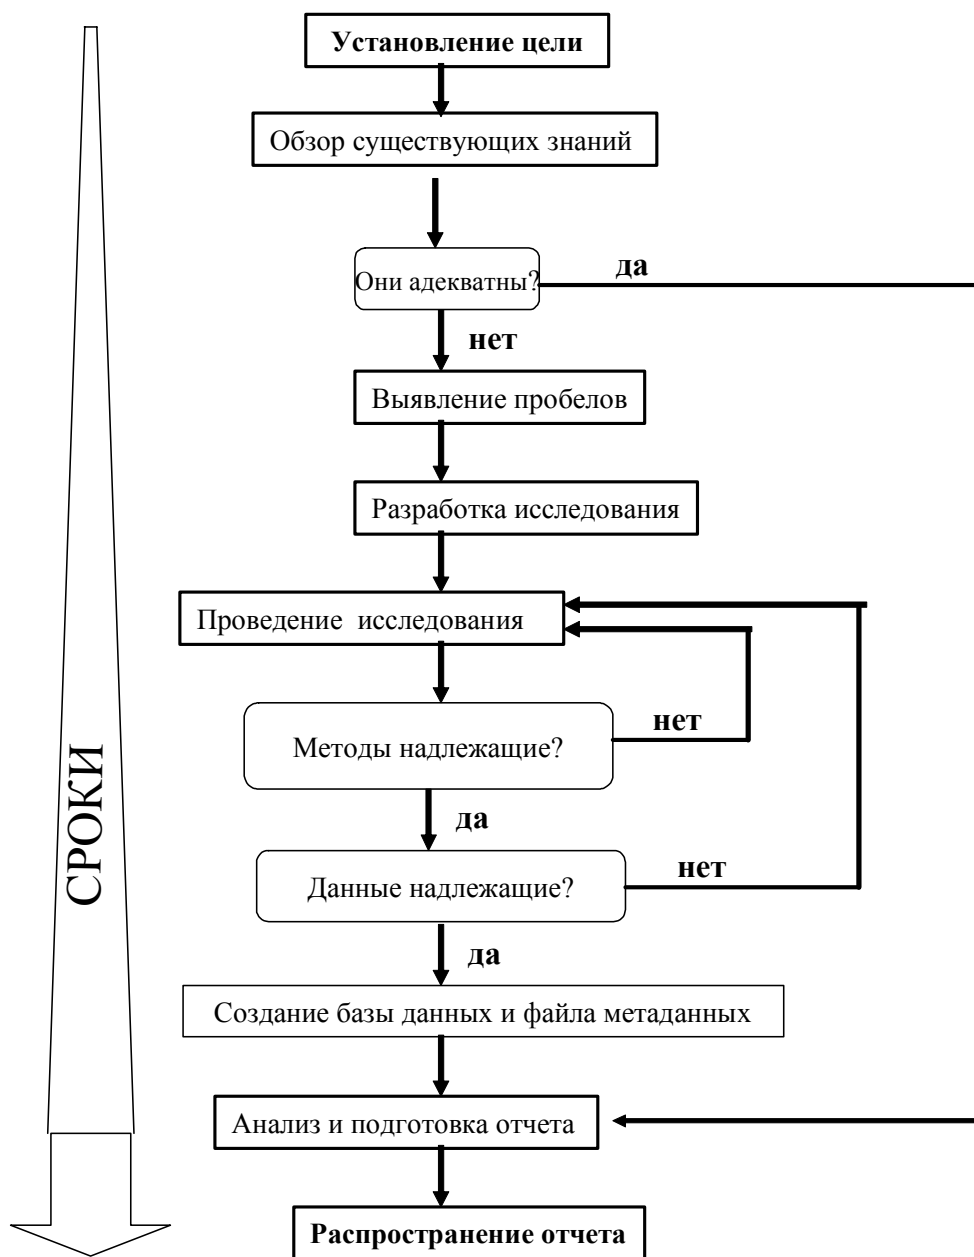 Установление цели
Обзор существующих знаний
Они адекватны?
да
нет
Выявление пробелов
Разработка исследования
Проведение исследования
Методы надлежащие?
нет
да
Данные надлежащие?
нет
да
Создание базы данных и файла метаданных
Анализ и подготовка отчета
Распространение отчета
СРОКИ